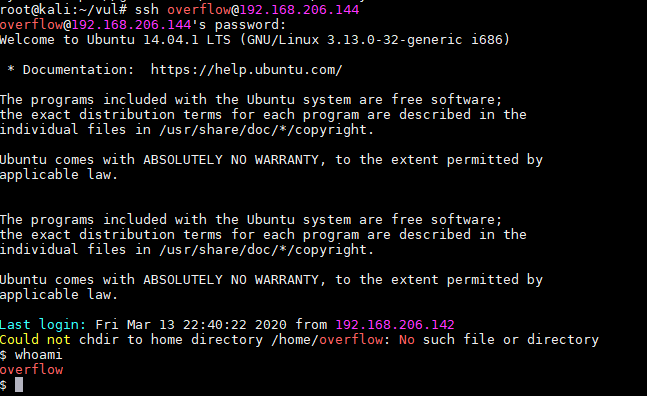 root@kali:~/vul# ssh overflow@192.168.206.144
overflow@192.168.206.144's password:
Welcome to Ubuntu 14.04.1 LTS (GNU/Linux 3.13.0-32-generic i686)
 * Documentation:  https://help.ubuntu.com/
The programs included with the Ubuntu system are free software;
the exact distribution terms for each program are described in the
individual files in /usr/share/doc/*/copyright.
Ubuntu comes with ABSOLUTELY NO WARRANTY, to the extent permitted by
applicable law.
The programs included with the Ubuntu system are free software;
the exact distribution terms for each program are described in the
individual files in /usr/share/doc/*/copyright.
Ubuntu comes with ABSOLUTELY NO WARRANTY, to the extent permitted by
applicable law.
Last login: Fri Mar 13 22:40:22 2020 from 192.168.206.142
Could not chdir to home directory /home/overflow: No such file or directory
$ whoami
overflow
$